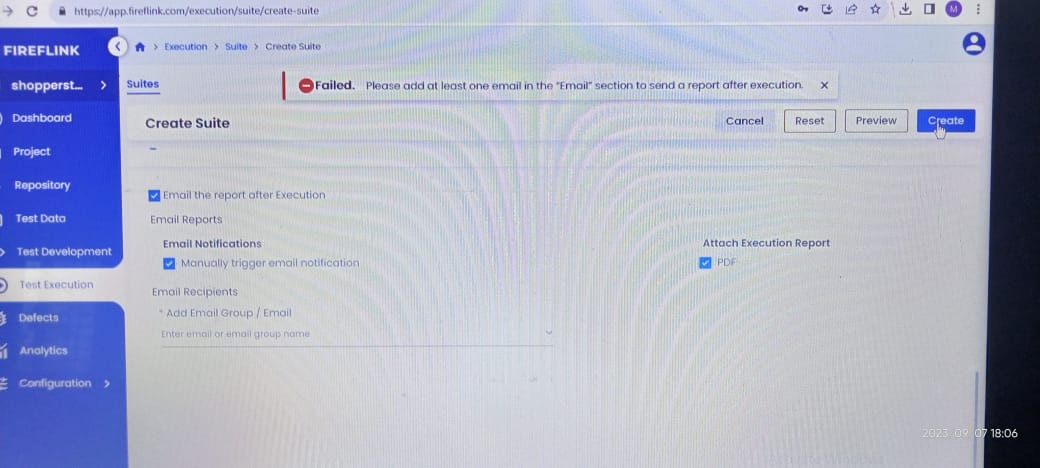 https://app.fireflink.com/execution/suite/create-suite
M
FIREFLINK
Execution > Suite > Create Suite
shopperst... >
Suites
Failed. Please add at least one email in the "Email" section to send a report after execution. ×
Dashboard
Create Suite
Cancel
Reset
Preview
Create
Project
Repository
Email the report after Execution
Test Data
Email Reports
Test Development
Email Notifications
Attach Execution Report
Manually trigger email notification
PDF
Test Execution
Email Recipients
Defects
* Add Email Group / Email
Enter email or email group name
Analytics
Configuration >
2023-09-07 18:06